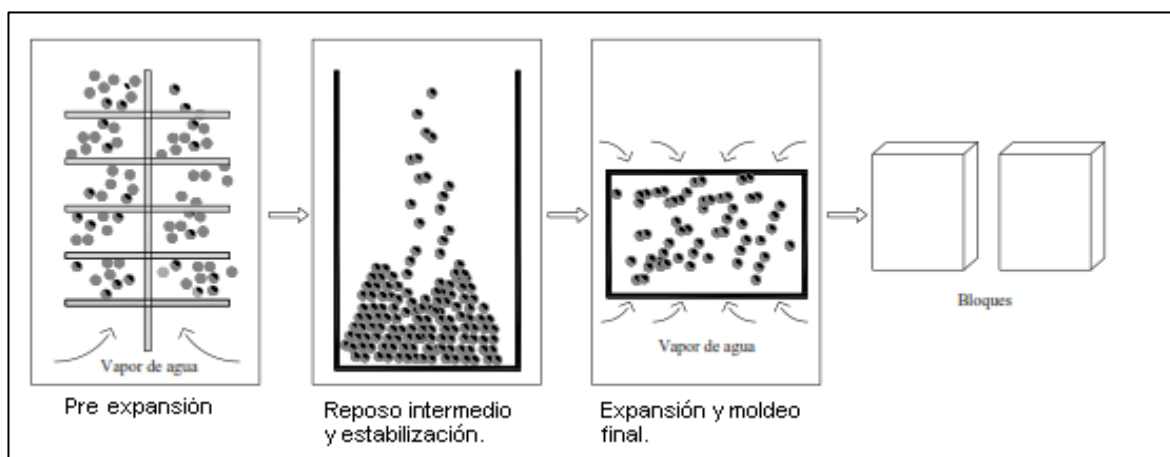 Vapor de agua
Pre expansión
Reposo intermedio
y estabilización.
Vapor de agua
Expansión y moldeo
final.
Bloques